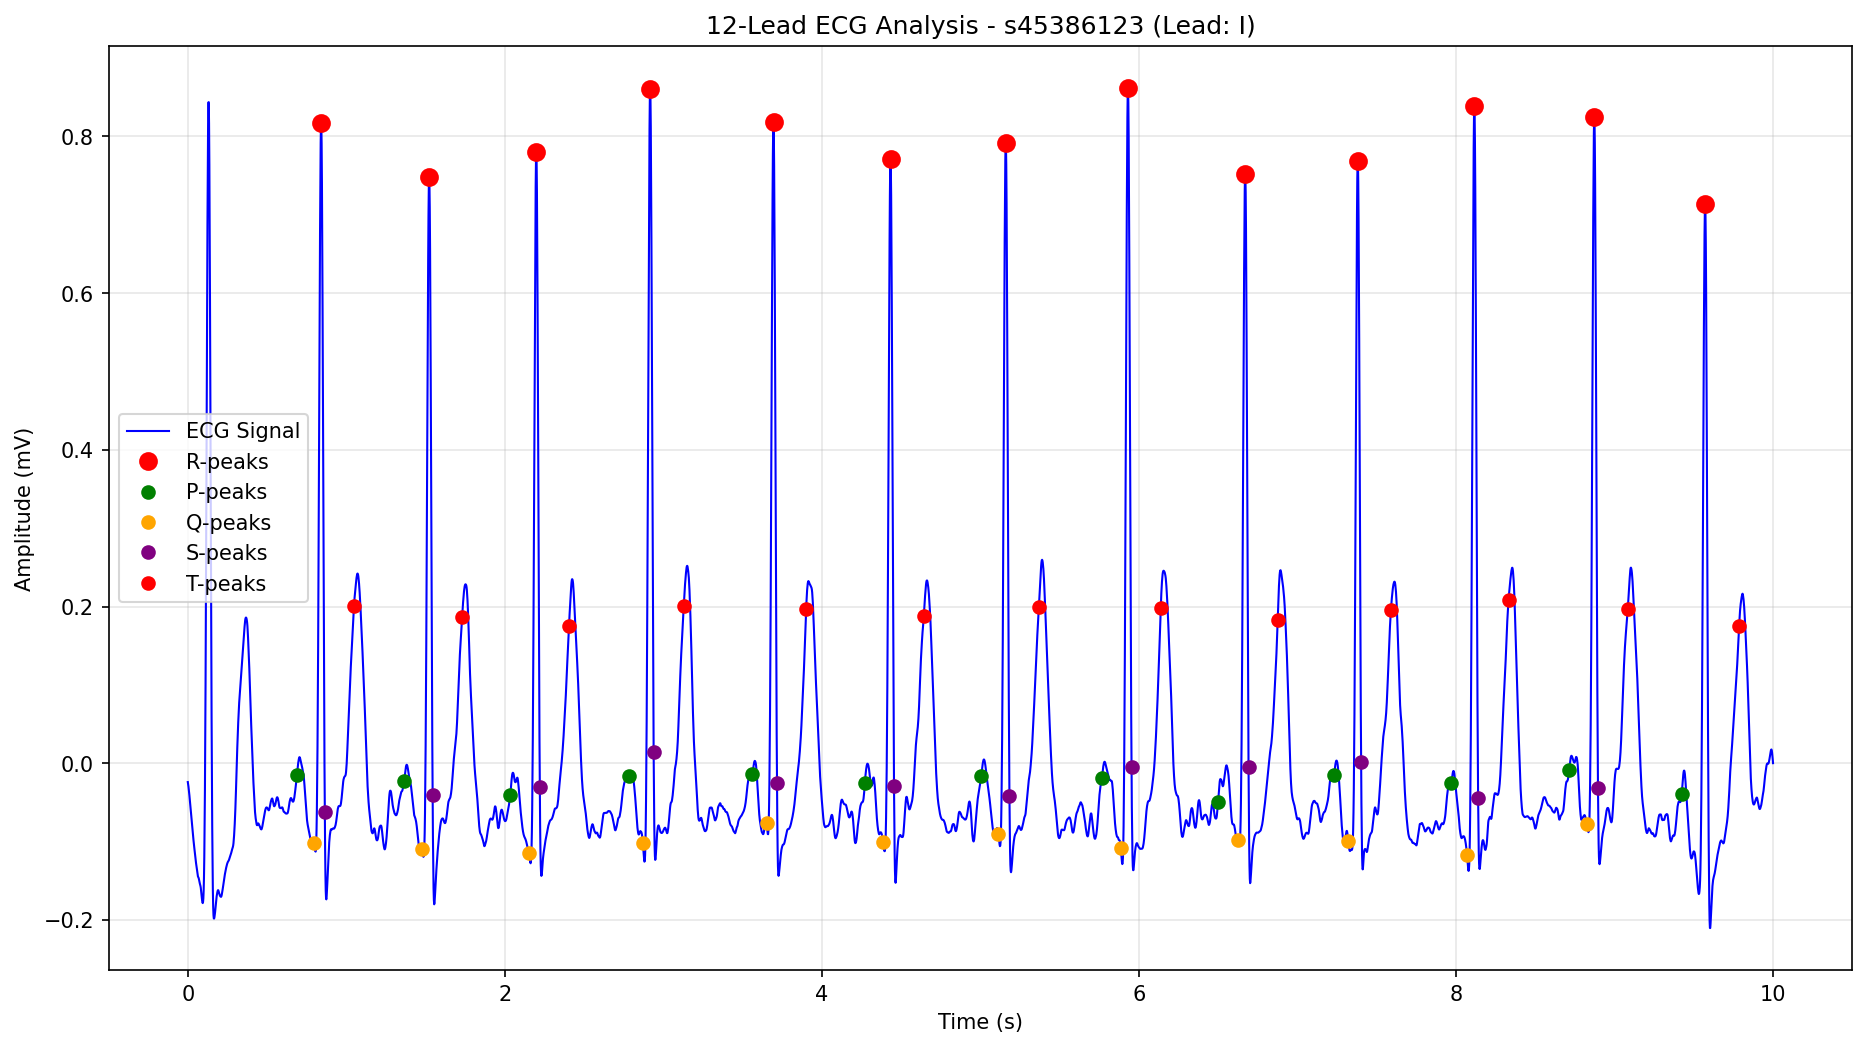 12-Lead ECG Analysis - s45386123 (Lead: I)
Amplitude (mV)
0.8
0.6
0.4
0.2
0.0
−0.2
ECG Signal
R-peaks
P-peaks
Q-peaks
S-peaks
T-peaks
0 2 4 6 8 10
Time (s)